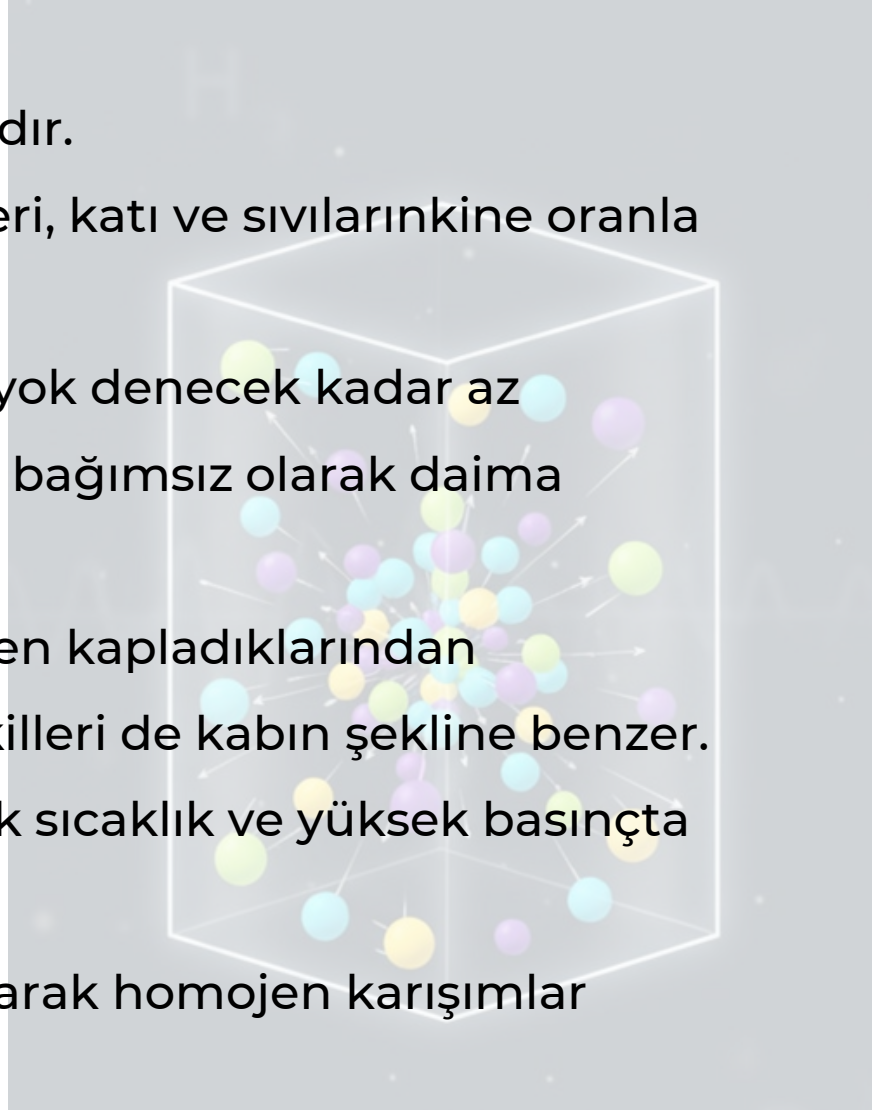 dır.
eri, katı ve sıvılarınkine oranla
yok denecek kadar az
bağımsız olarak daima
en kapladıklarından
killeri de kabın şekline benzer.
k sıcaklık ve yüksek basınçta
arak homojen karışımlar